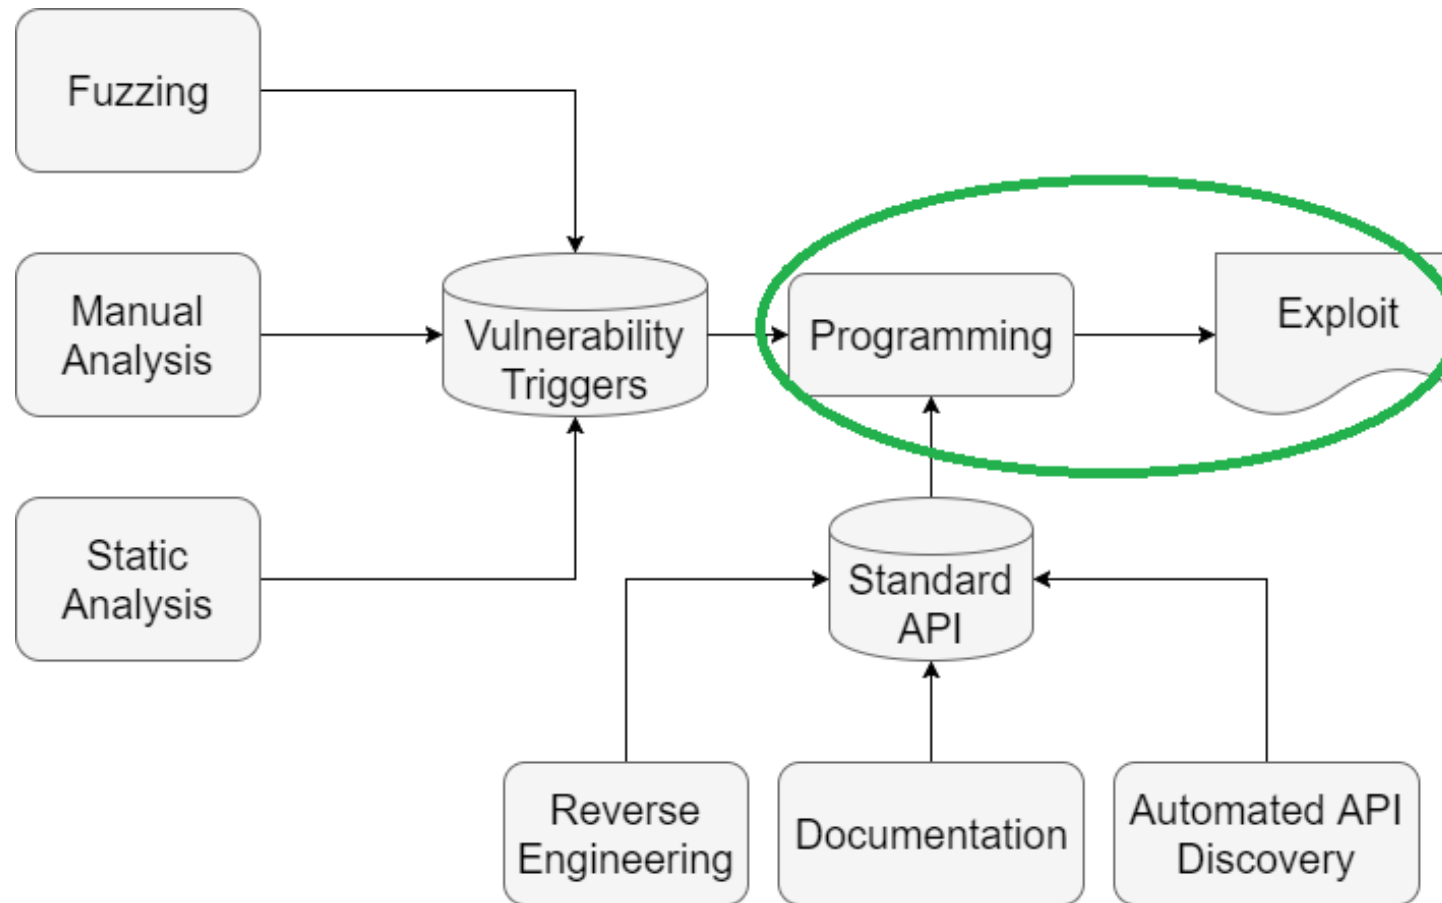 Fuzzing
Manual
Analysis
Static
Analysis
Vulnerability
Triggers
Programming
Exploit
Standard
API
Reverse
Engineering
Documentation
Automated API
Discovery